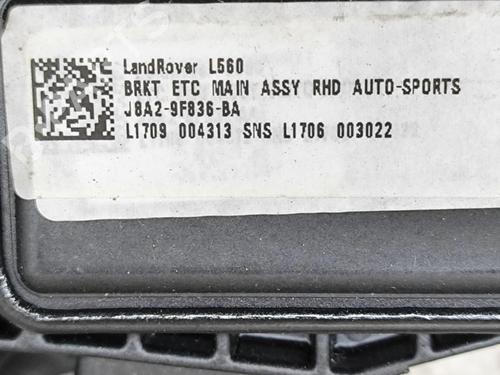 LandRover L560
BRKT ETC MAIN ASSY RHD AUTO-SPORTS
J8A2-9F836-BA
L1709 004313 SNS L1706 003022